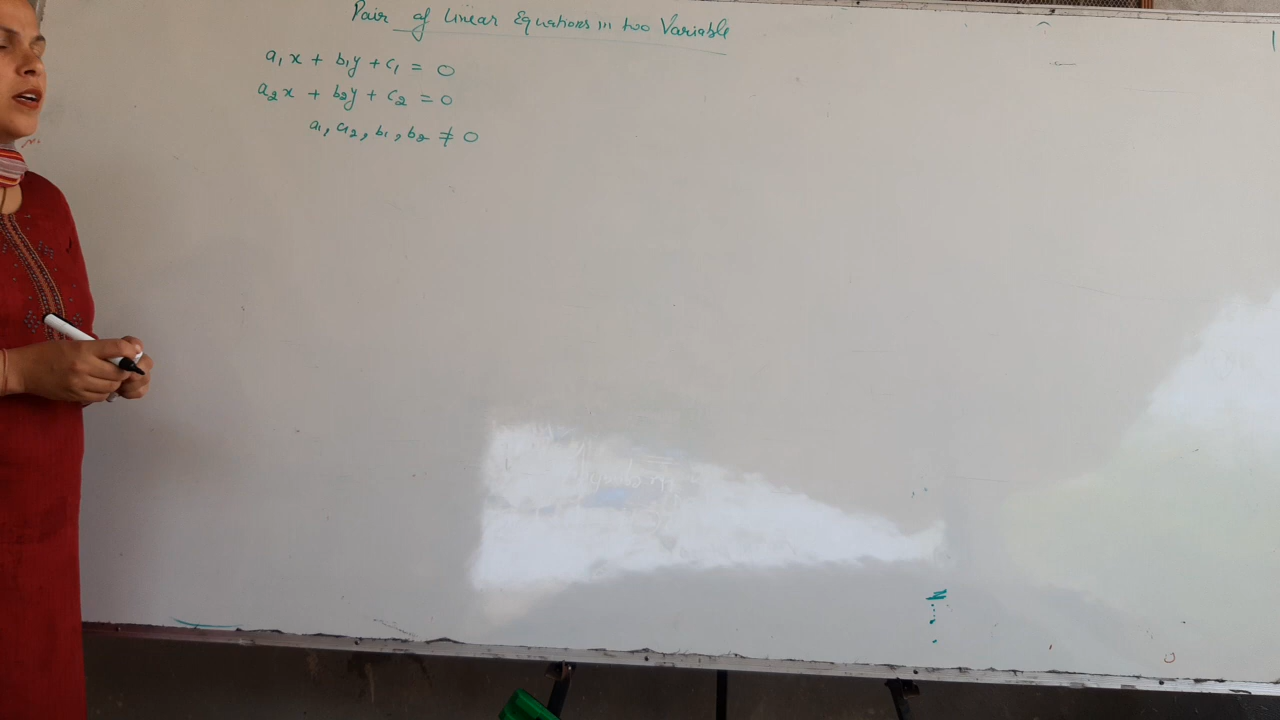 Pair of Linear Equations in two Variable
a₁x + b₁y + c₁ = 0
a₂x + b₂y + c₂ = 0
a₁, a₂, b₁, b₂ ≠ 0